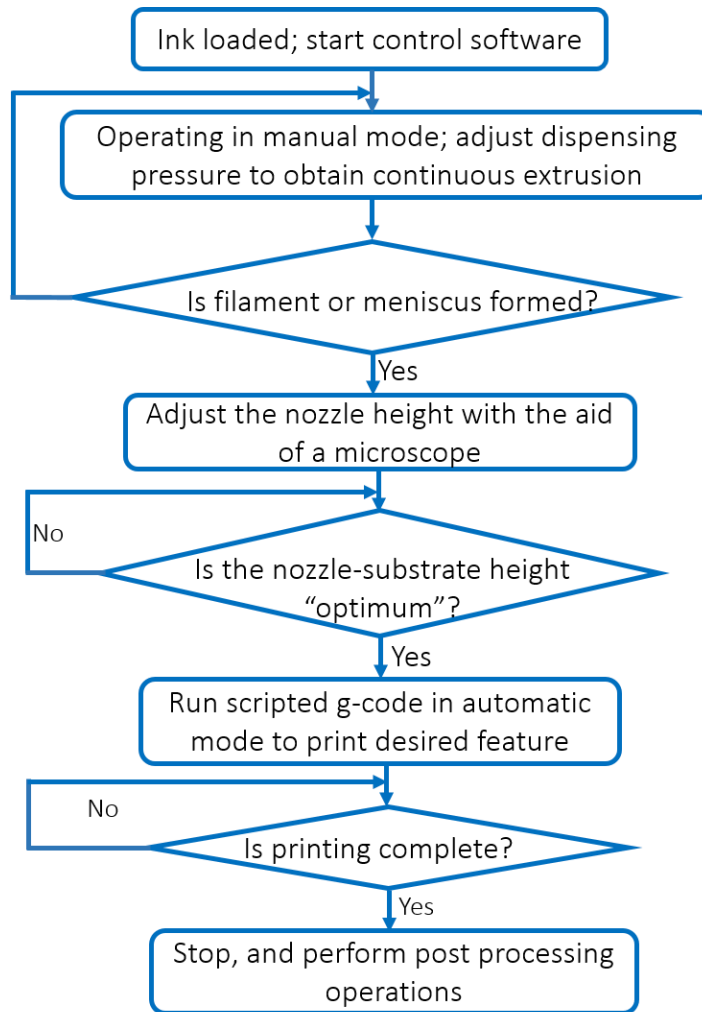 Ink loaded; start control software
Operating in manual mode; adjust dispensing
pressure to obtain continuous extrusion
Is filament or meniscus formed?
Yes
Adjust the nozzle height with the aid
of a microscope
No
Is the nozzle-substrate height
“optimum”?
Yes
Run scripted g-code in automatic
mode to print desired feature
No
Is printing complete?
Yes
Stop, and perform post processing
operations